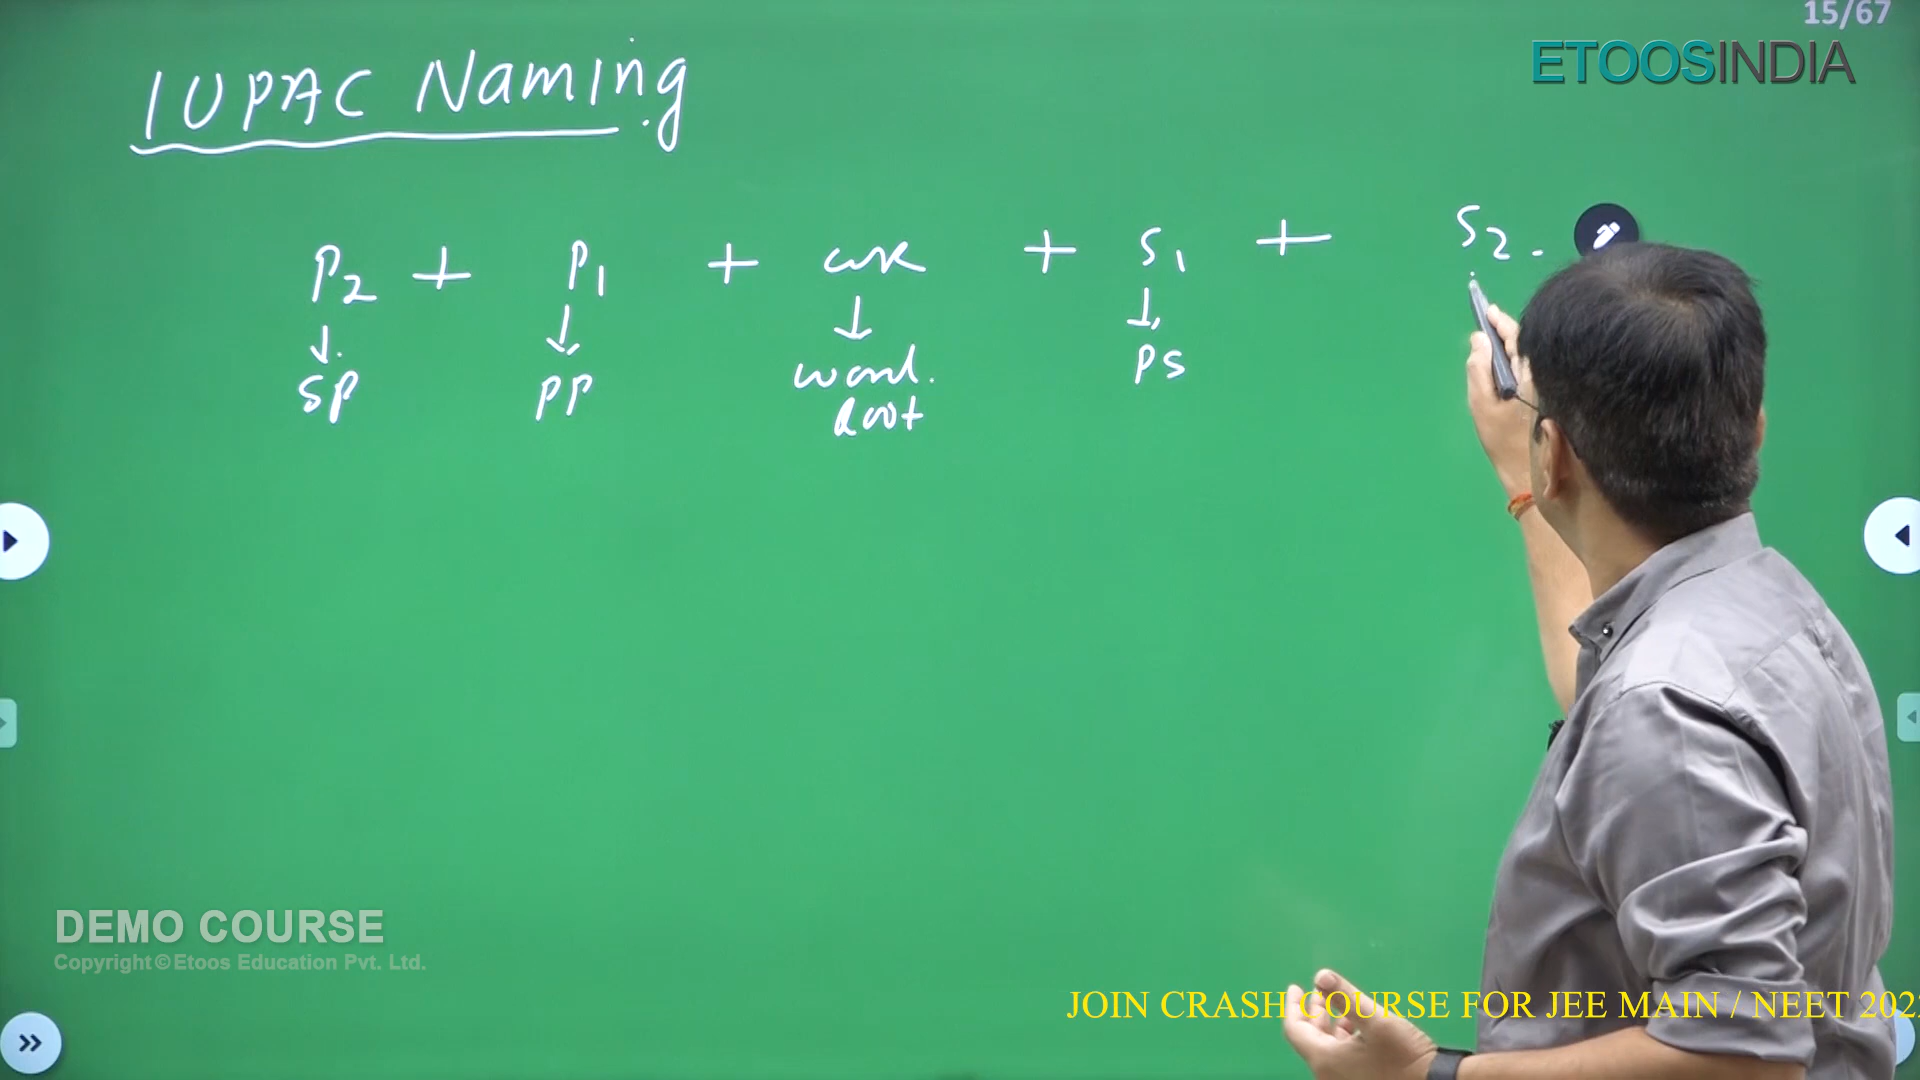 15/67
ETOOSINDIA
IUPAC Naming
P2 + P1 + WR + S1 + S2.
SP PP Word. Root PS
DEMO COURSE
Copyright © Etoos Education Pvt. Ltd.
JOIN CRASH COURSE FOR JEE MAIN / NEET 202